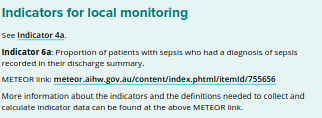 Indicators for local monitoring
See Indicator 4a.
Indicator 6a: Proportion of patients with sepsis who had a diagnosis of sepsis
recorded in their discharge summary.
METEOR link: meteor.aihw.gov.au/content/index.phtml/itemId/755656
More information about the indicators and the definitions needed to collect and
calculate indicator data can be found at the above METEOR link.